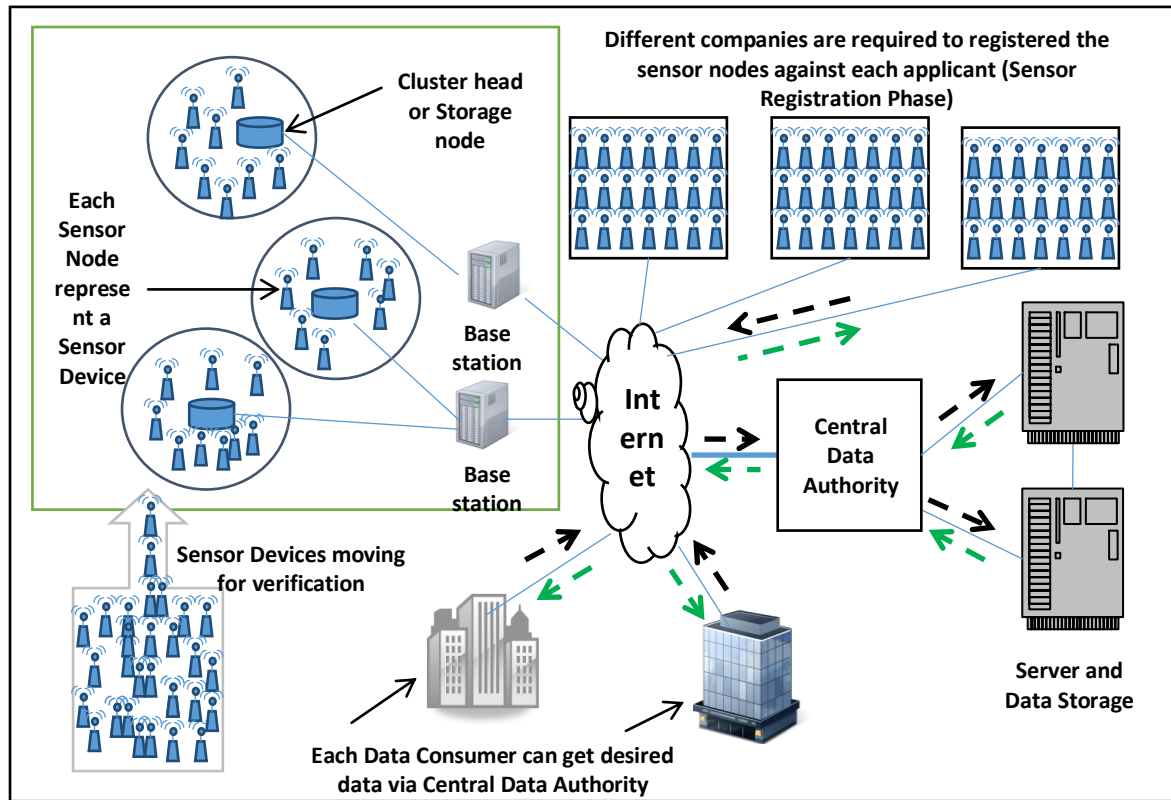 Different companies are required to registered the
sensor nodes against each applicant (Sensor
Registration Phase)
Cluster head
or Storage
node
Each
Sensor
Node
represe
nt a
Sensor
Device
Base
station
Base
station
Int
ern
et
Central
Data
Authority
Sensor Devices moving
for verification
Server and
Data Storage
Each Data Consumer can get desired
data via Central Data Authority